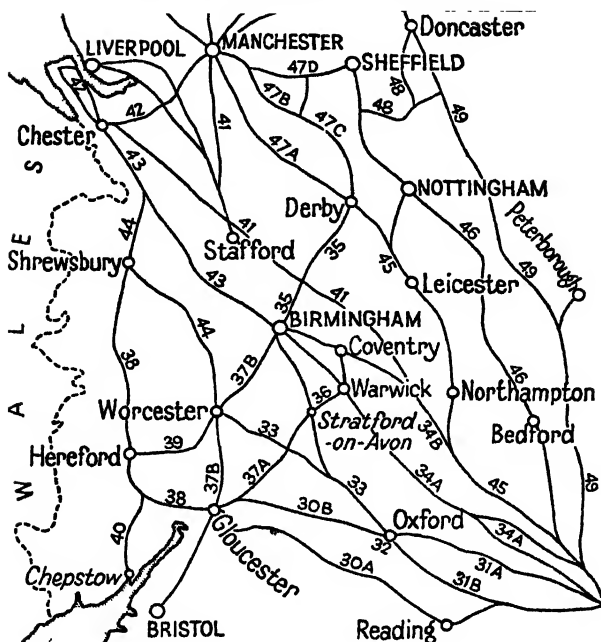 Doncaster
LIVERPOOL
MANCHESTER
SHEFFIELD
47D
47B
48
48
49
42
42
47C
41
Chester
47A
43
NOTTINGHAM
S
Derby
Peterborough
44
41
Stafford
46
E
35
Shrewsbury
45
49
43
41
Leicester
L
35
BIRMINGHAM
44
Coventry
38
37B
46
A
36
Warwick
Northampton
Worcester
Stratford
-on-Avon
34B
Bedford
33
39
Hereford
37B
37A
33
34A
45
49
W
38
30B
Oxford
34A
40
Gloucester
32
31A
Chepstow
30A
31B
BRISTOL
Reading